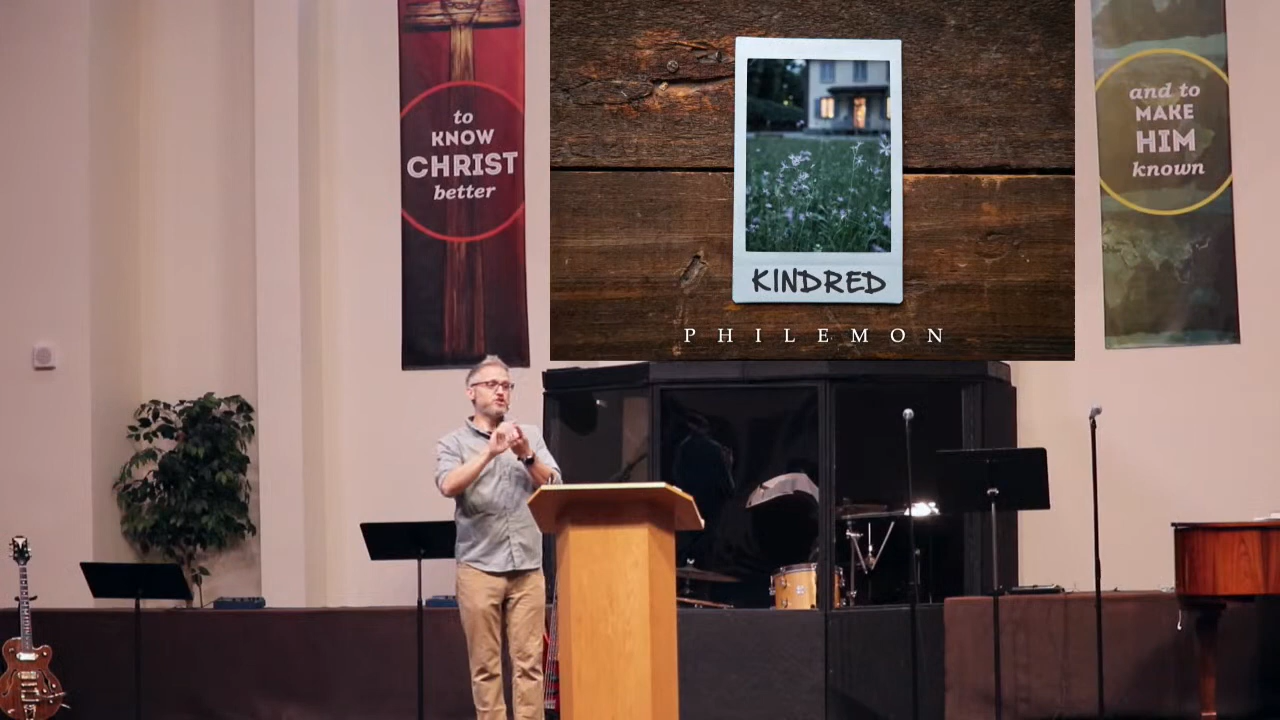 to
KNOW
CHRIST
better
KINDRED
PHILEMON
and to
MAKE
HIM
known